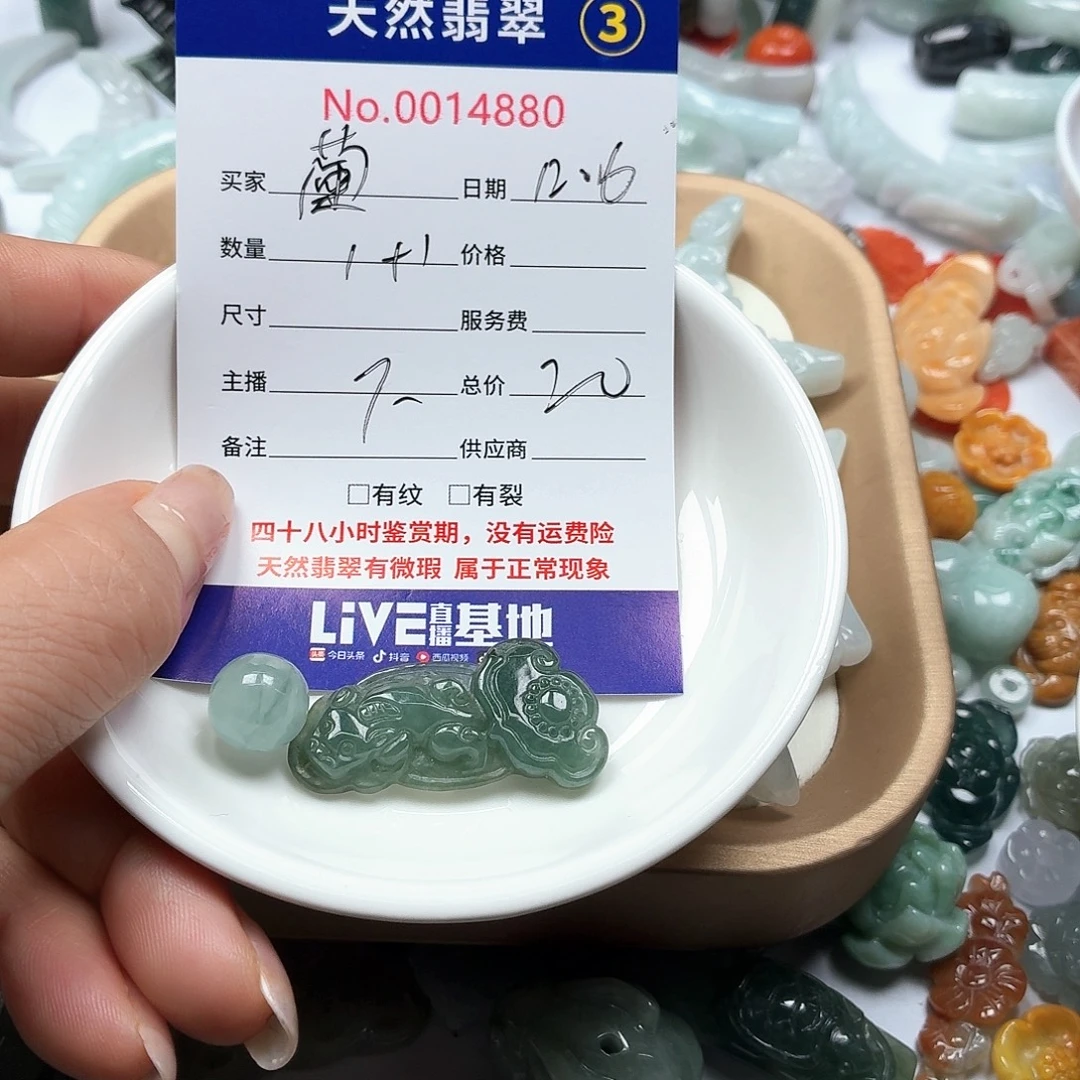 天然翡翠 3
No.0014880
买家 蘭 日期 12.16
数量 1+1 价格
尺寸 服务费
主播 总价 20
备注 供应商
□有纹 □有裂
四十八小时鉴赏期，没有运费险
天然翡翠有微瑕 属于正常现象
LiVE直播基地
头条 今日头条 抖音 西瓜视频